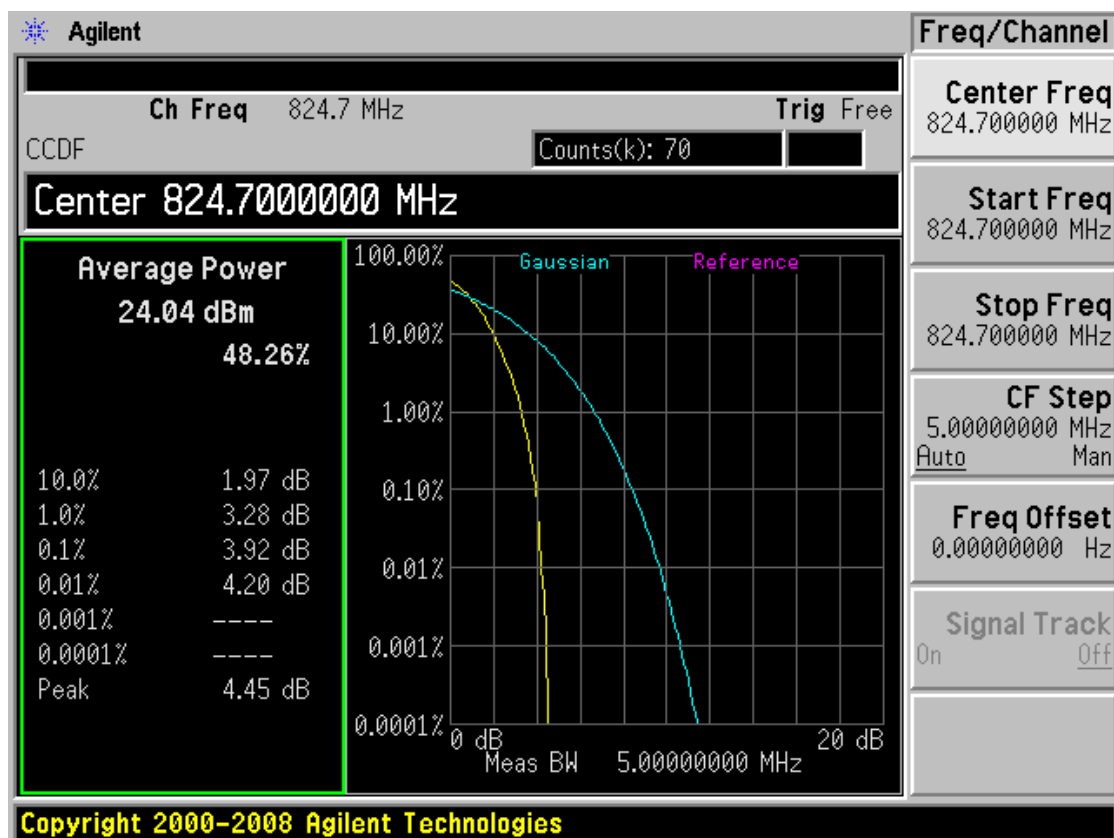 Agilent
Freq/Channel
Ch Freq 824.7 MHz
Trig Free
CCDF
Counts(k): 70
Center 824.7000000 MHz
Average Power
24.04 dBm
48.26%
10.0% 1.97 dB
1.0% 3.28 dB
0.1% 3.92 dB
0.01% 4.20 dB
0.001% ----
0.0001% ----
Peak 4.45 dB
Gaussian
Reference
100.00%
10.00%
1.00%
0.10%
0.01%
0.001%
0.0001%
0 dB
20 dB
Meas BW 5.00000000 MHz
Center Freq
824.700000 MHz
Start Freq
824.700000 MHz
Stop Freq
824.700000 MHz
CF Step
5.00000000 MHz
Auto Man
Freq Offset
0.00000000 Hz
Signal Track
On Off
Copyright 2000-2008 Agilent Technologies